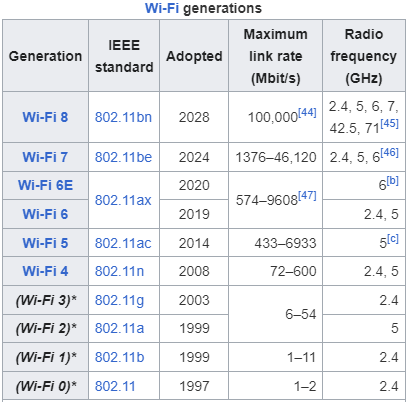 Wi-Fi generations
Generation IEEE standard Adopted Maximum link rate (Mbit/s) Radio frequency (GHz)
Wi-Fi 8 802.11bn 2028 100,000[44] 2.4, 5, 6, 7,
42.5, 71[45]
Wi-Fi 7 802.11be 2024 1376–46,120 2.4, 5, 6[46]
Wi-Fi 6E 802.11ax 2020 574–9608[47] 6[b]
Wi-Fi 6 2019 2.4, 5
Wi-Fi 5 802.11ac 2014 433–6933 5[c]
Wi-Fi 4 802.11n 2008 72–600 2.4, 5
(Wi-Fi 3)* 802.11g 2003 6–54 2.4
(Wi-Fi 2)* 802.11a 1999 5
(Wi-Fi 1)* 802.11b 1999 1–11 2.4
(Wi-Fi 0)* 802.11 1997 1–2 2.4